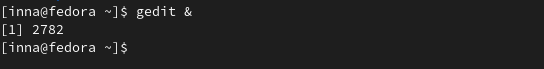 [inna@fedora ~]$ gedit &
[1] 2782
[inna@fedora ~]$